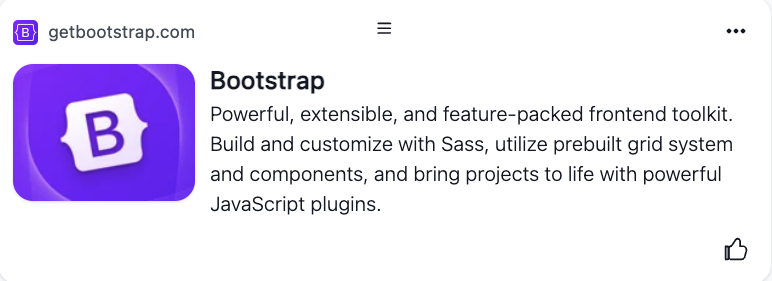 B getbootstrap.com
B
Bootstrap
Powerful, extensible, and feature-packed frontend toolkit.
Build and customize with Sass, utilize prebuilt grid system
and components, and bring projects to life with powerful
JavaScript plugins.